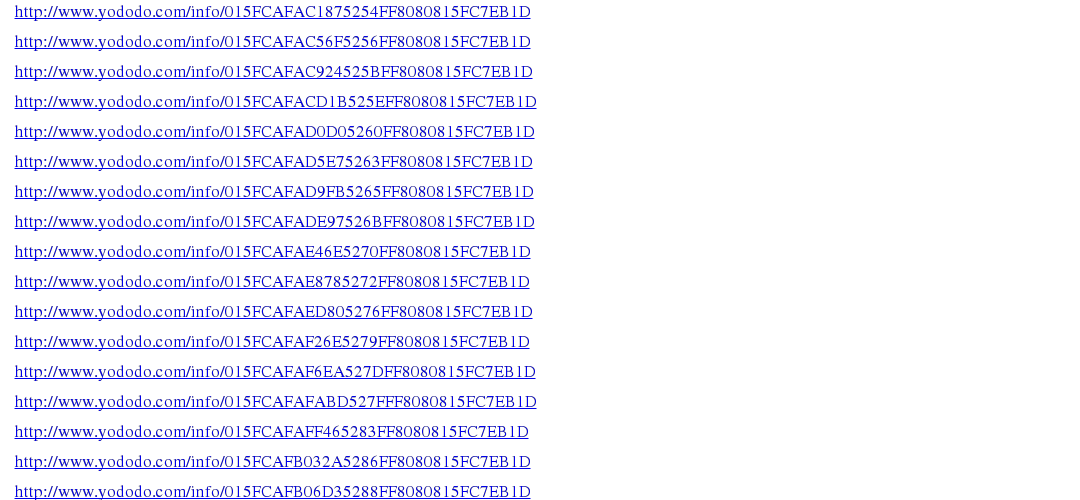 http://www.yododo.com/info/015FCAFAC1875254FF8080815FC7EB1D
http://www.yododo.com/info/015FCAFAC56F5256FF8080815FC7EB1D
http://www.yododo.com/info/015FCAFAC924525BFF8080815FC7EB1D
http://www.yododo.com/info/015FCAFACD1B525EFF8080815FC7EB1D
http://www.yododo.com/info/015FCAFAD0D05260FF8080815FC7EB1D
http://www.yododo.com/info/015FCAFAD5E75263FF8080815FC7EB1D
http://www.yododo.com/info/015FCAFAD9FB5265FF8080815FC7EB1D
http://www.yododo.com/info/015FCAFADE97526BFF8080815FC7EB1D
http://www.yododo.com/info/015FCAFAE46E5270FF8080815FC7EB1D
http://www.yododo.com/info/015FCAFAE8785272FF8080815FC7EB1D
http://www.yododo.com/info/015FCAFAED805276FF8080815FC7EB1D
http://www.yododo.com/info/015FCAFAF26E5279FF8080815FC7EB1D
http://www.yododo.com/info/015FCAFAF6EA527DFF8080815FC7EB1D
http://www.yododo.com/info/015FCAFAFABD527FFF8080815FC7EB1D
http://www.yododo.com/info/015FCAFAFF465283FF8080815FC7EB1D
http://www.yododo.com/info/015FCAFB032A5286FF8080815FC7EB1D
http://www.yododo.com/info/015FCAFB06D35288FF8080815FC7EB1D